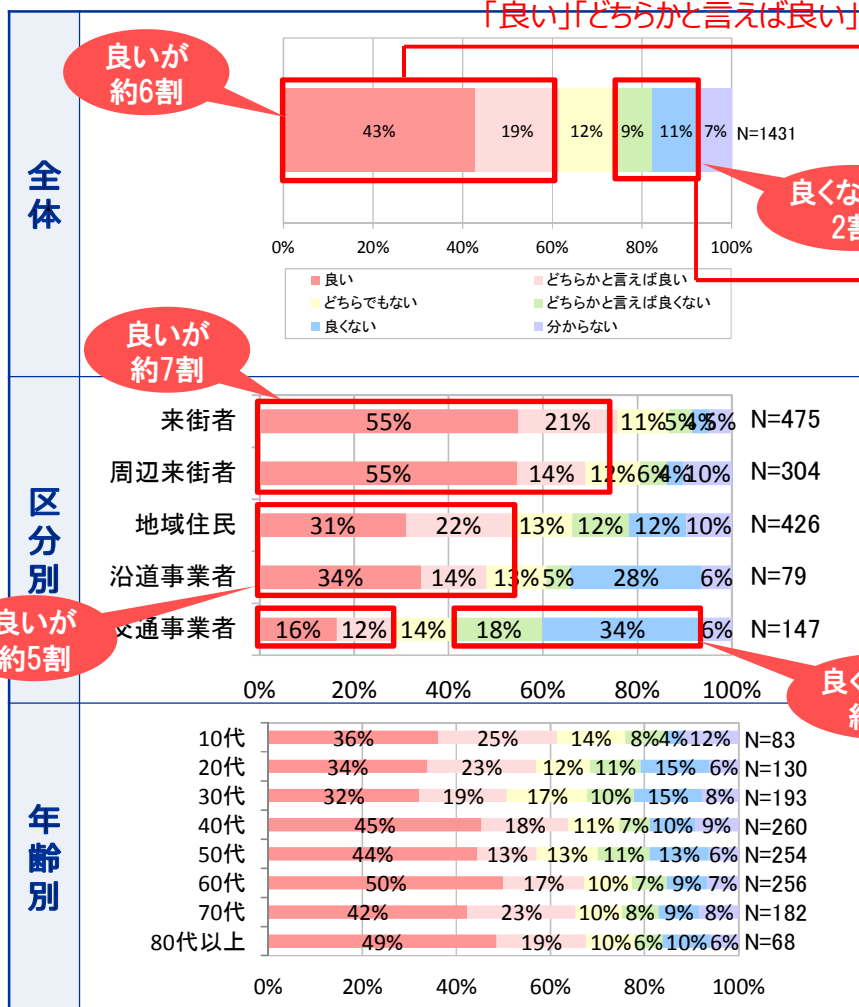 「良い」「どちらかと言えば良い」
良いが
約6割
43% 19% 12% 9% 11% 7% N=1431
良くな
2割
全体
0% 20% 40% 60% 80% 100%
良い どちらかと言えば良い
どちらでもない どちらかと言えば良くない
良くない 分からない
良いが
約7割
区分別
来街者 55% 21% 11% 5% 4% 5% N=475
周辺来街者 55% 14% 12% 6% 4% 10% N=304
地域住民 31% 22% 13% 12% 12% 10% N=426
沿道事業者 34% 14% 13% 5% 28% 6% N=79
交通事業者 16% 12% 14% 18% 34% 6% N=147
良いが
約5割
良く
約
0% 20% 40% 60% 80% 100%
年齢別
10代 36% 25% 14% 8% 4% 12% N=83
20代 34% 23% 12% 11% 15% 6% N=130
30代 32% 19% 17% 10% 15% 8% N=193
40代 45% 18% 11% 7% 10% 9% N=260
50代 44% 13% 13% 11% 13% 6% N=254
60代 50% 17% 10% 7% 9% 7% N=256
70代 42% 23% 10% 8% 9% 8% N=182
80代以上 49% 19% 10% 6% 10% 6% N=68
0% 20% 40% 60% 80% 100%